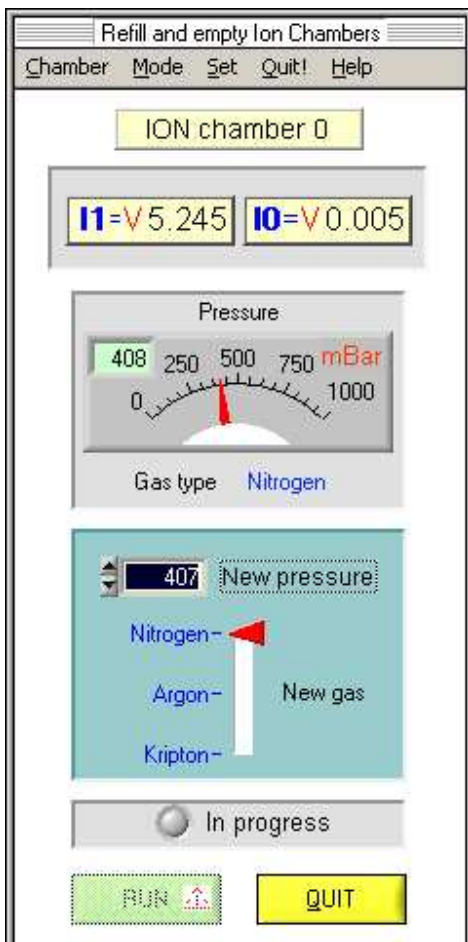 Refill and empty Ion Chambers
Chamber Mode Set Quit! Help
ION chamber 0
I1=V5.245 I0=V0.005
Pressure
408 mBar
0 250 500 750 1000
Gas type Nitrogen
407 New pressure
Nitrogen
Argon New gas
Kripton
In progress
RUN QUIT